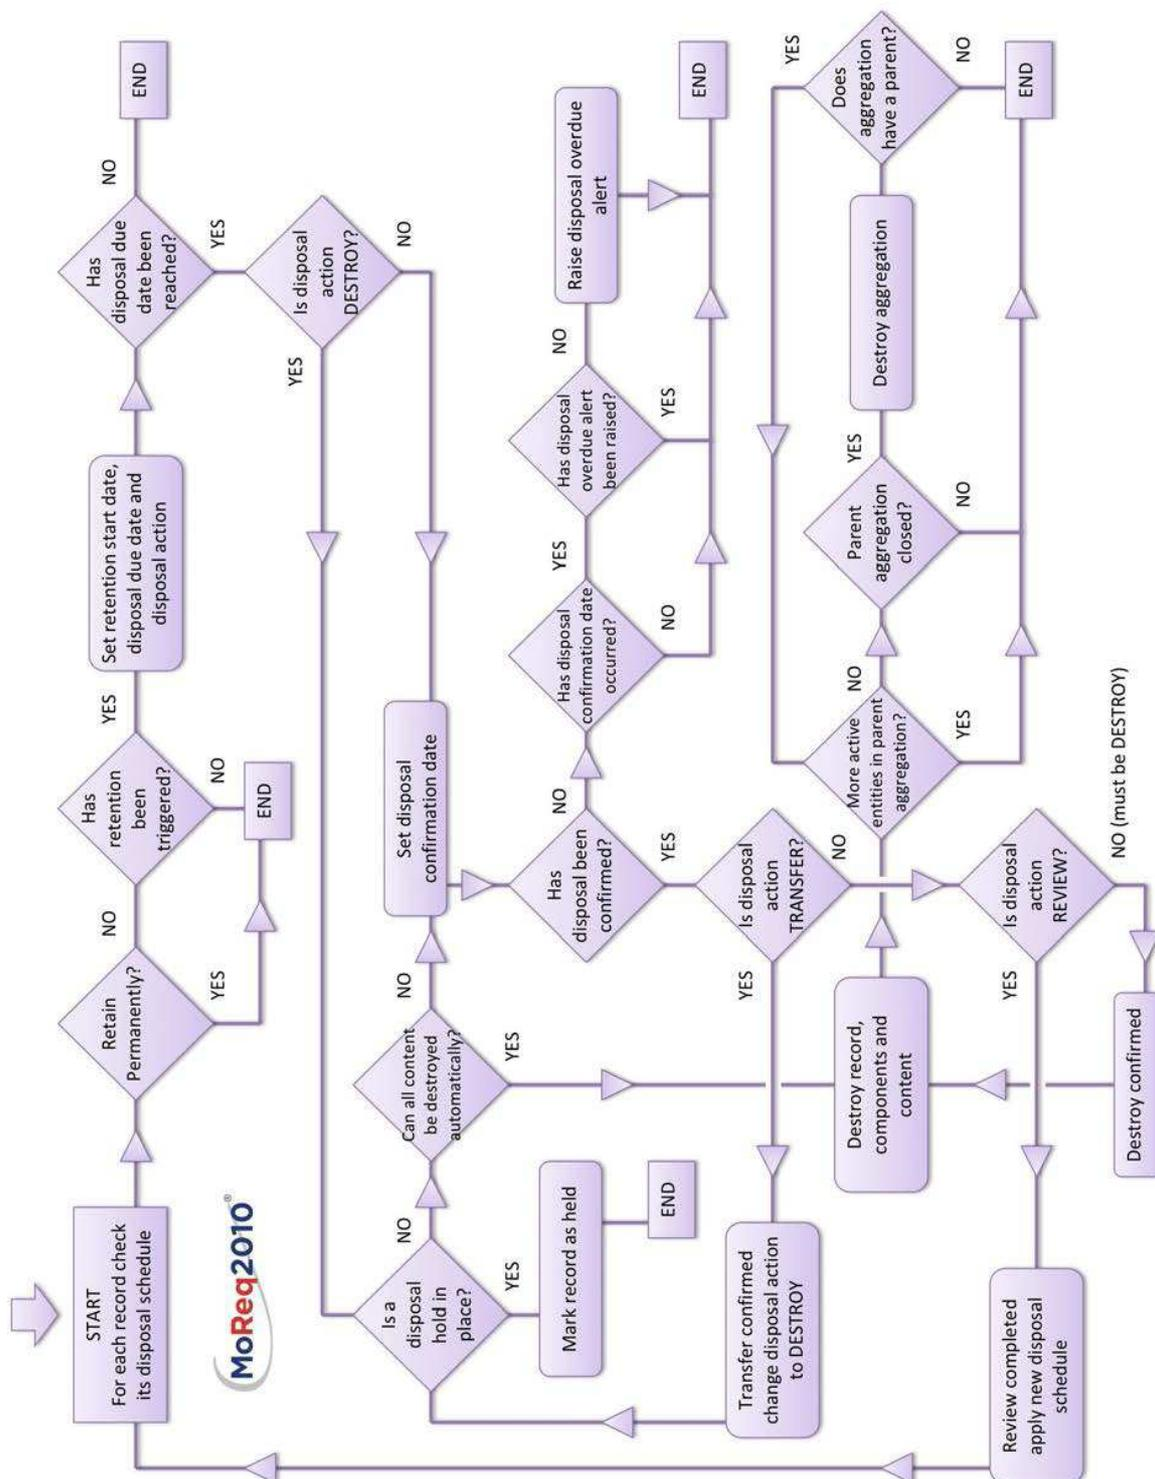 START
For each record check
its disposal schedule
Retain
Permanently?
NO
YES
Has
retention
been
triggered?
YES
NO
END
Set retention start date,
disposal due date and
disposal action
Has
disposal due
date been
reached?
NO
END
YES
MoReq2010®
Is disposal
action
DESTROY?
YES
NO
Is a
disposal
hold in
place?
NO
YES
Mark record as held
END
Can all content
be destroyed
automatically?
NO
YES
Set disposal
confirmation date
Has
disposal been
confirmed?
NO
YES
Has disposal
confirmation date
occurred?
YES
NO
Has disposal
overdue alert
been raised?
NO
YES
Raise disposal overdue
alert
END
Transfer confirmed
change disposal action
to DESTROY
YES
Is disposal
action
TRANSFER?
NO
Destroy record,
components and
content
More active
entities in parent
aggregation?
NO
YES
Parent
aggregation
closed?
YES
NO
Destroy aggregation
Does
aggregation
have a parent?
YES
NO
END
Review completed
apply new disposal
schedule
YES
Is disposal
action
REVIEW?
NO (must be DESTROY)
Destroy confirmed